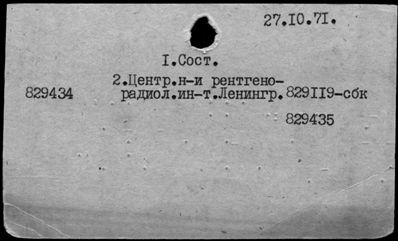 27.10.71.
I.Сост.
2.Центр.н-и рентгено-
829434 радиол.ин-т.Ленингр. 829119-сбк
829435